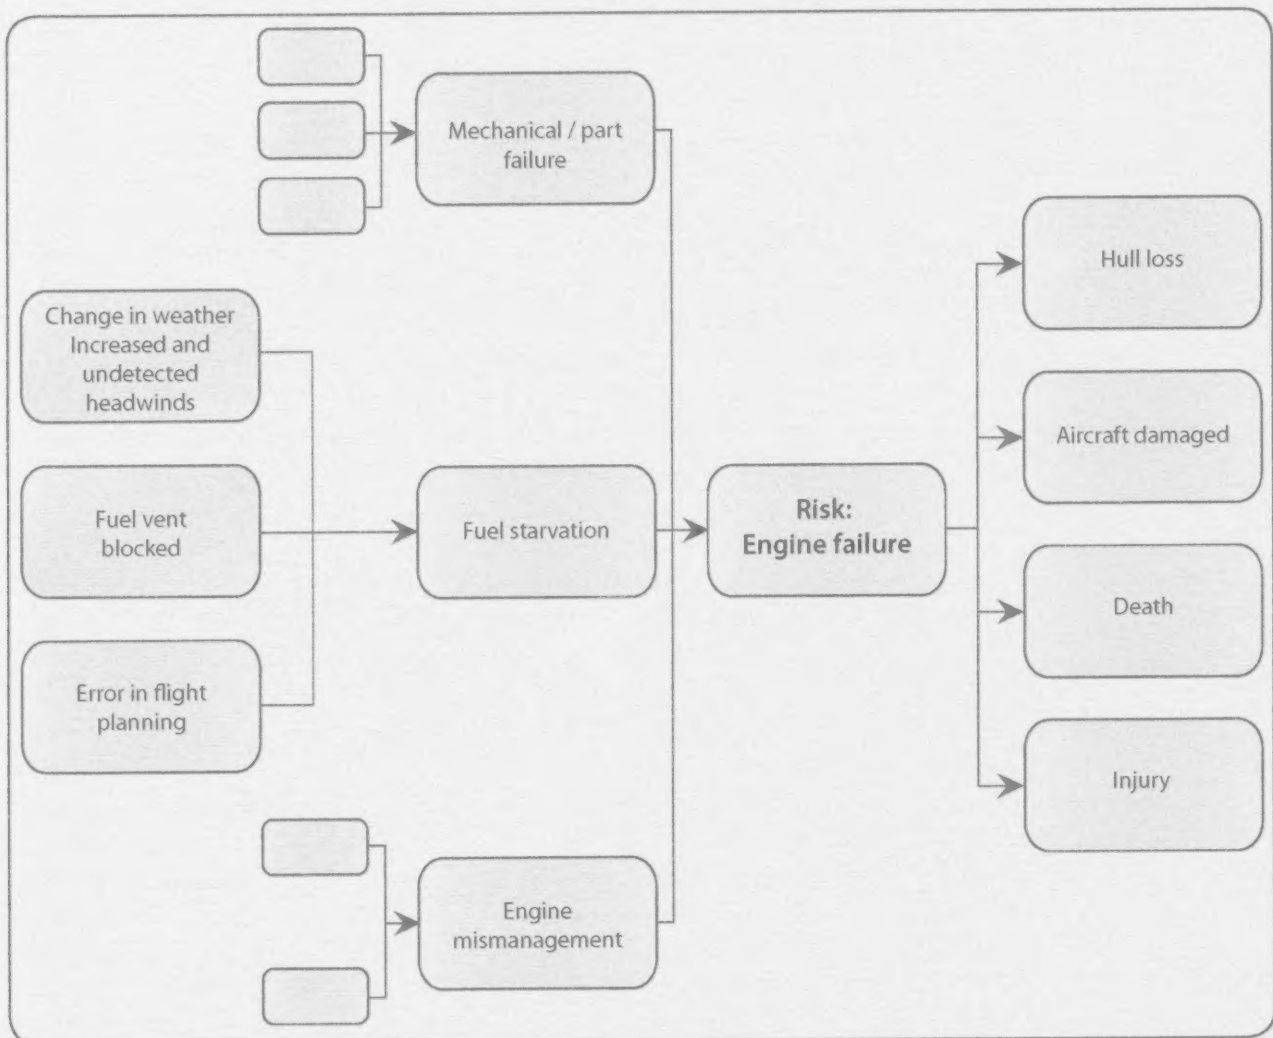 Mechanical / part
failure
Change in weather
Increased and
undetected
headwinds
Fuel vent
blocked
Error in flight
planning
Fuel starvation
Engine
mismanagement
Risk:
Engine failure
Hull loss
Aircraft damaged
Death
Injury